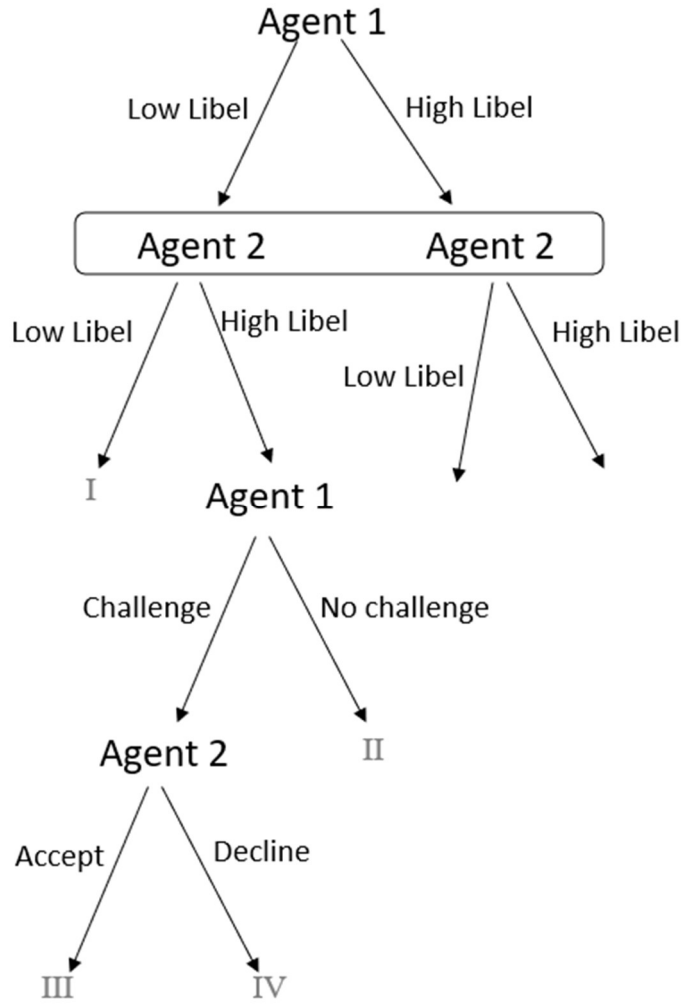 Agent 1
Low Libel
High Libel
Agent 2
Agent 2
Low Libel
High Libel
Low Libel
High Libel
I
Agent 1
Challenge
No challenge
Agent 2
II
Accept
Decline
III
IV